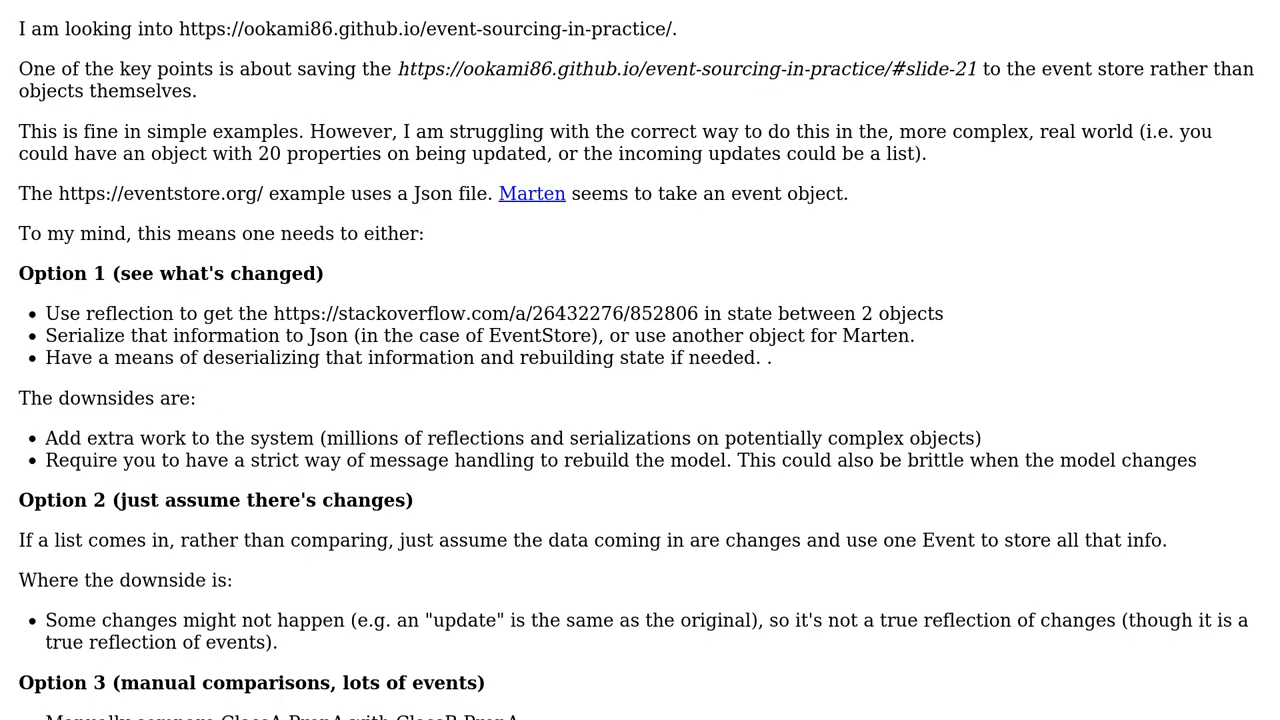 I am looking into https://ookami86.github.io/event-sourcing-in-practice/.
One of the key points is about saving the https://ookami86.github.io/event-sourcing-in-practice/#slide-21 to the event store rather than
objects themselves.
This is fine in simple examples. However, I am struggling with the correct way to do this in the, more complex, real world (i.e. you
could have an object with 20 properties on being updated, or the incoming updates could be a list).
The https://eventstore.org/ example uses a Json file. Marten seems to take an event object.
To my mind, this means one needs to either:
Option 1 (see what's changed)
• Use reflection to get the https://stackoverflow.com/a/26432276/852806 in state between 2 objects
• Serialize that information to Json (in the case of EventStore), or use another object for Marten.
• Have a means of deserializing that information and rebuilding state if needed. .
The downsides are:
• Add extra work to the system (millions of reflections and serializations on potentially complex objects)
• Require you to have a strict way of message handling to rebuild the model. This could also be brittle when the model changes
Option 2 (just assume there's changes)
If a list comes in, rather than comparing, just assume the data coming in are changes and use one Event to store all that info.
Where the downside is:
• Some changes might not happen (e.g. an "update" is the same as the original), so it's not a true reflection of changes (though it is a
true reflection of events).
Option 3 (manual comparisons, lots of events)
Manually compare ClassA.PropA with ClassB.PropA